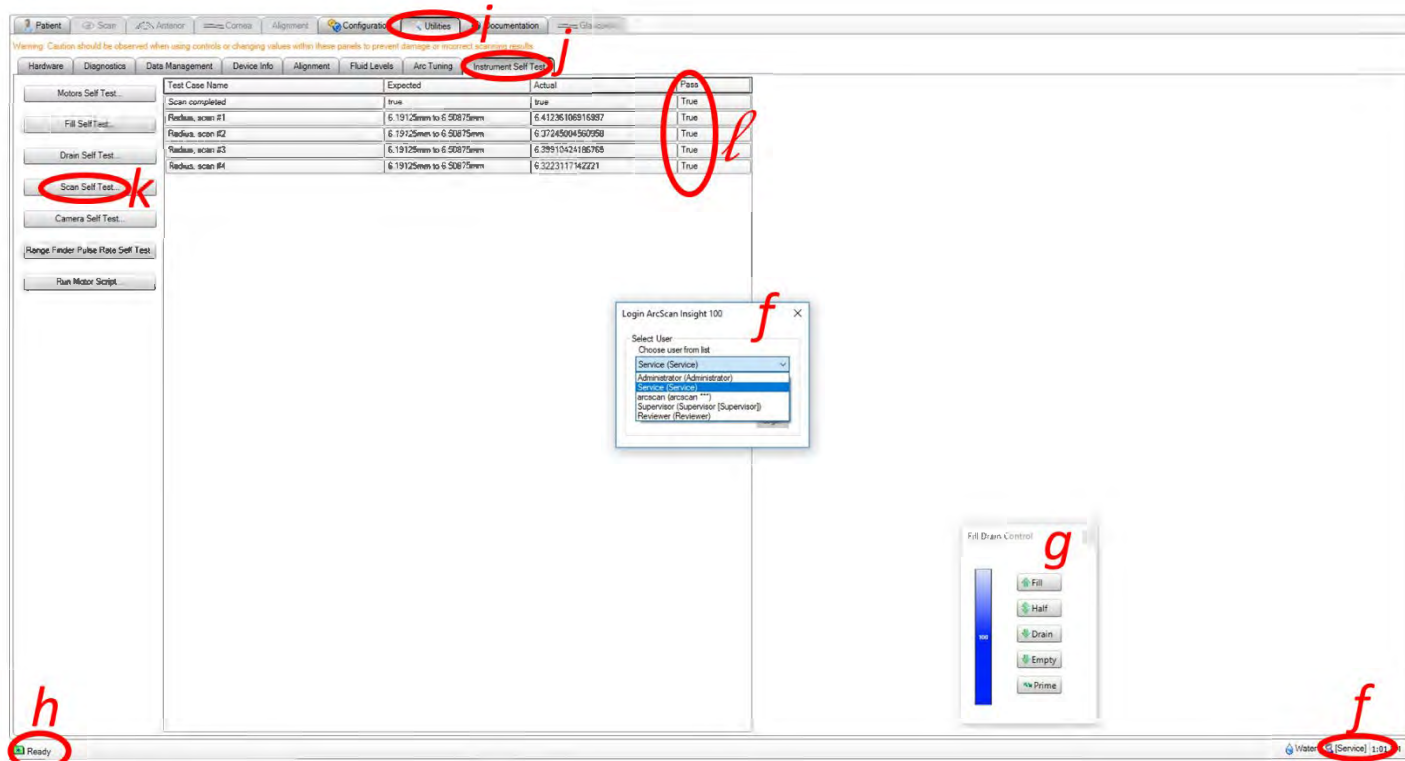 Patient Scan Anterior Cornea Alignment Configuration Utilities Documentation
i
Warning: Caution should be observed when using controls or changing values within these panels to prevent damage or incorrect scanning results
j
Hardware Diagnostics Data Management Device Info Alignment Fluid Levels Arc Tuning Instrument Self Test
Motors Self Test...
Fill Self Test...
Drain Self Test...
Scan Self Test...
k
Camera Self Test...
Range Finder Pulse Rate Self Test
Run Motor Script...
Test Case Name Expected Actual Pass
Scan completed true true True
Radius, scan #1 6.19125mm to 6.50875mm 6.41236106916997 True
Radius, scan #2 6.19125mm to 6.50875mm 6.37245004560958 True
Radius, scan #3 6.19125mm to 6.50875mm 6.39910424186768 True
Radius, scan #4 6.19125mm to 6.50875mm 6.3223117142221 True
ℓ
Login ArcScan Insight 100
f
Select User
Choose user from list
Service (Service)
Administrator (Administrator)
Service (Service)
arcscan (arcscan ***)
Supervisor (Supervisor [Supervisor])
Reviewer (Reviewer)
Fill Drain Control
g
100
Fill
Half
Drain
Empty
Prime
h
Ready
f
Water [Service]